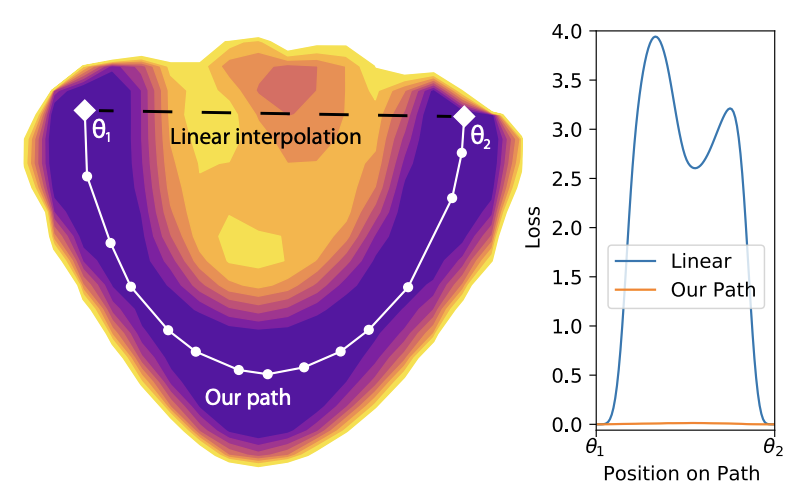 θ1
Linear interpolation
θ2
Our path
4.0
3.5
3.0
2.5
2.0
1.5
1.0
0.5
0.0
Loss
Linear
Our Path
θ1
θ2
Position on Path